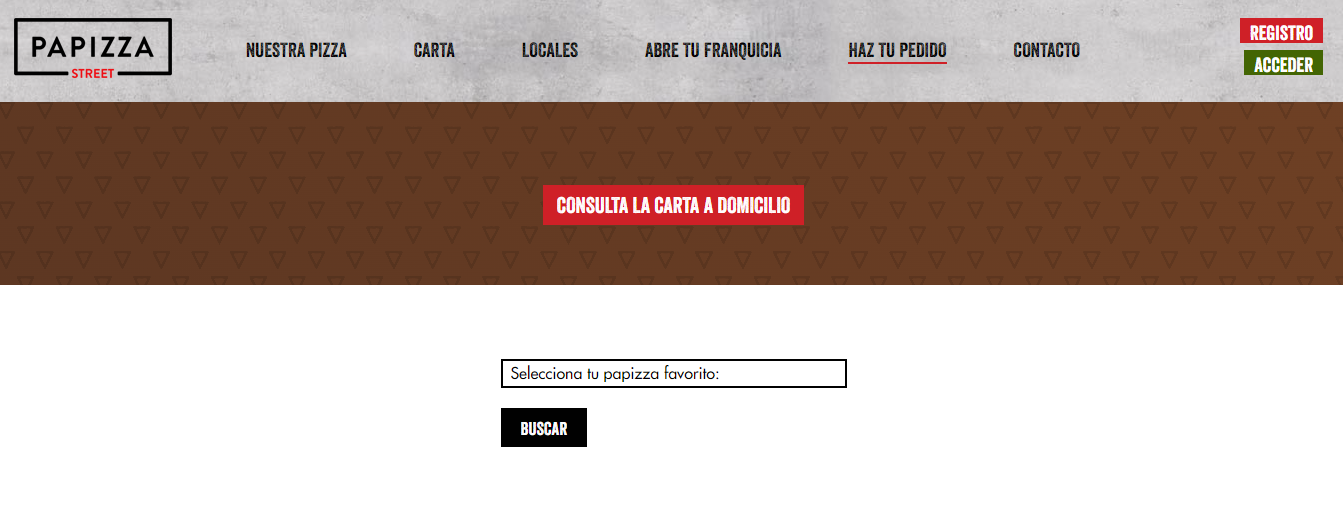 PAPIZZA
STREET
NUESTRA PIZZA
CARTA
LOCALES
ABRE TU FRANQUICIA
HAZ TU PEDIDO
CONTACTO
REGISTRO
ACCEDER
CONSULTA LA CARTA A DOMICILIO
Selecciona tu papizza favorito:
BUSCAR